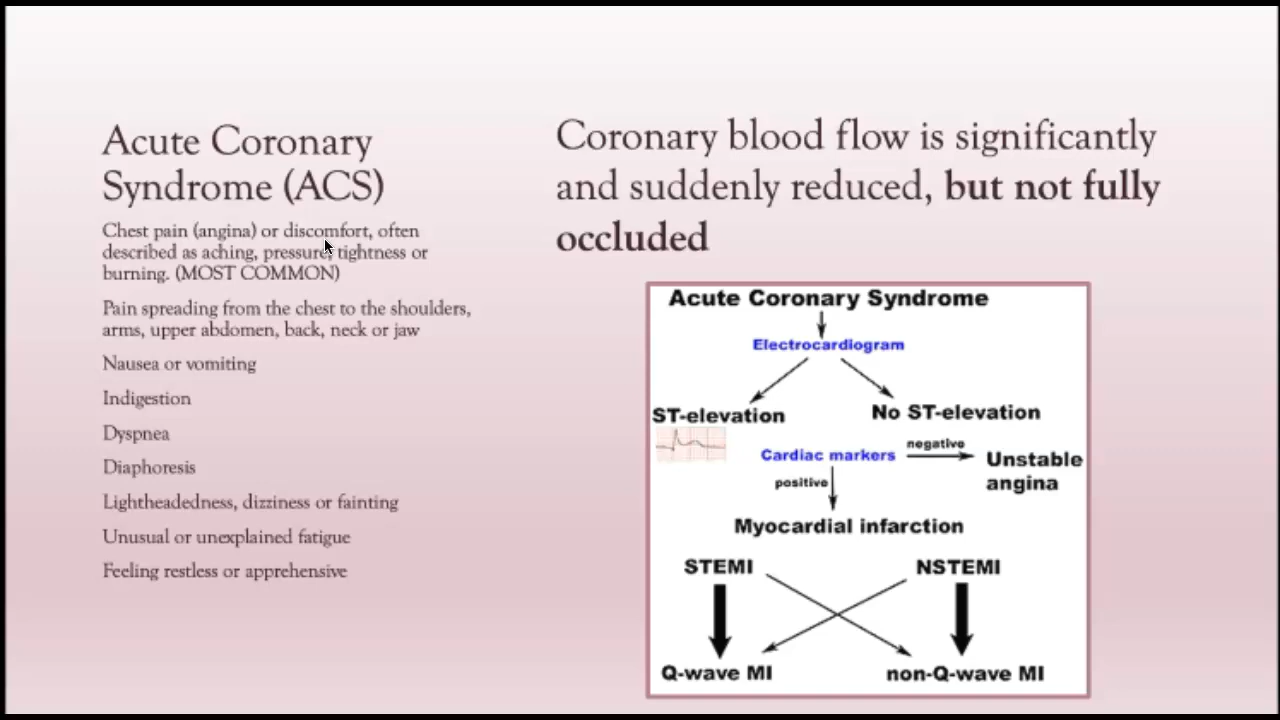 Acute Coronary
Syndrome (ACS)
Chest pain (angina) or discomfort, often
described as aching, pressure, tightness or
burning. (MOST COMMON)
Pain spreading from the chest to the shoulders,
arms, upper abdomen, back, neck or jaw
Nausea or vomiting
Indigestion
Dyspnea
Diaphoresis
Lightheadedness, dizziness or fainting
Unusual or unexplained fatigue
Feeling restless or apprehensive
Coronary blood flow is significantly
and suddenly reduced, but not fully
occluded
Acute Coronary Syndrome
Electrocardiogram
ST-elevation
No ST-elevation
Cardiac markers
negative
Unstable
angina
positive
Myocardial infarction
STEMI
NSTEMI
Q-wave MI
non-Q-wave MI